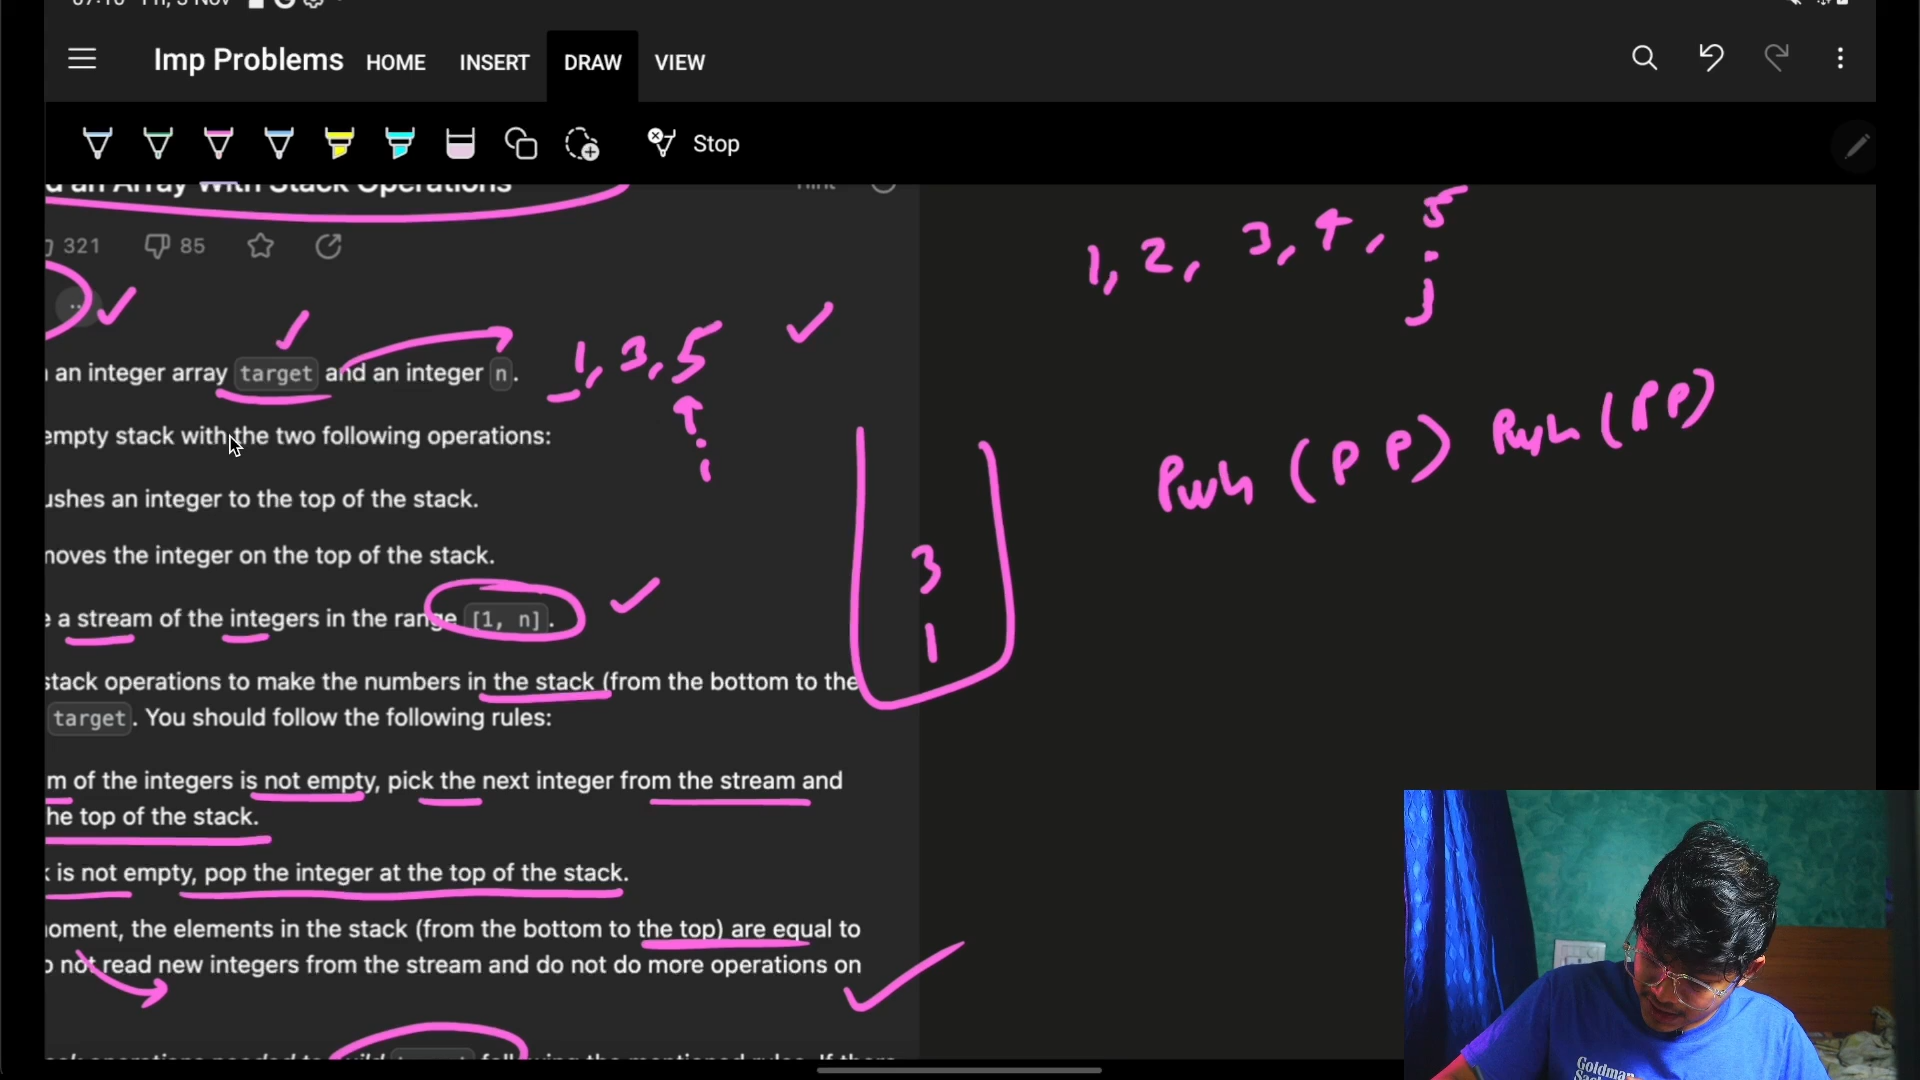 Imp Problems HOME INSERT DRAW VIEW
Stop
an Array With Stack Operations
321 85
an integer array target and an integer n.
empty stack with the two following operations:
ushes an integer to the top of the stack.
moves the integer on the top of the stack.
a stream of the integers in the range [1, n].
stack operations to make the numbers in the stack (from the bottom to the
target. You should follow the following rules:
m of the integers is not empty, pick the next integer from the stream and
he top of the stack.
is not empty, pop the integer at the top of the stack.
oment, the elements in the stack (from the bottom to the top) are equal to
not read new integers from the stream and do not do more operations on
1, 3, 5
1, 2, 3, 4, 5
j
i
Push (P P) Push (P P)
3
1
Goldman